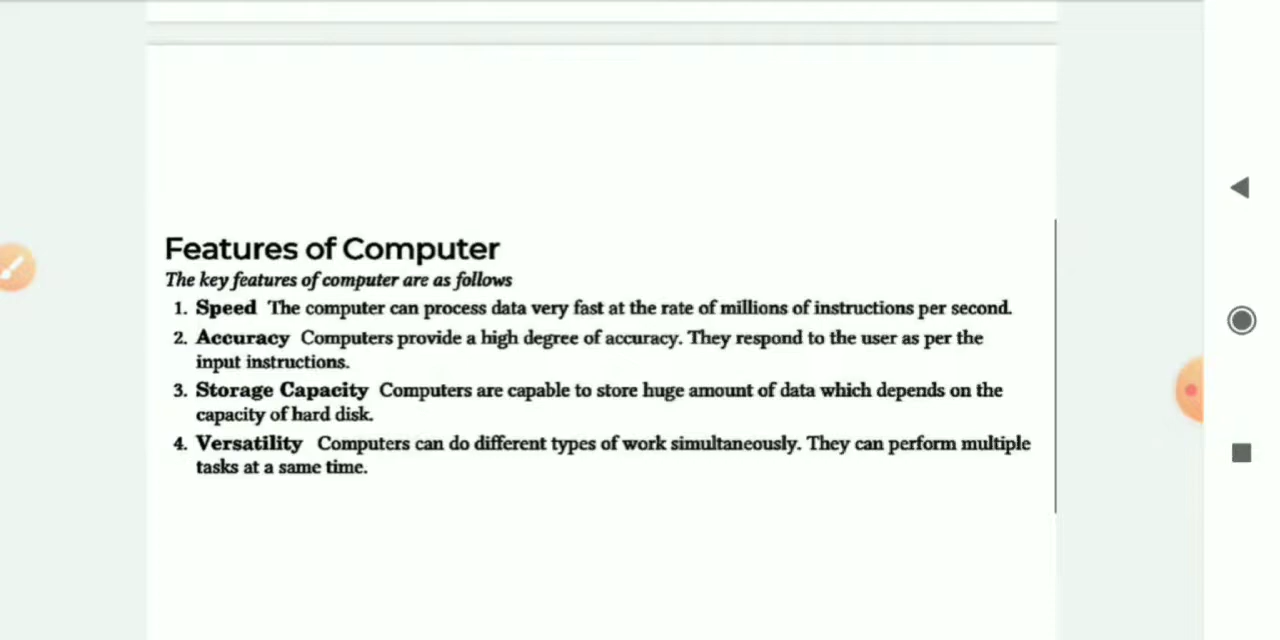 Features of Computer
The key features of computer are as follows
1. Speed The computer can process data very fast at the rate of millions of instructions per second.
2. Accuracy Computers provide a high degree of accuracy. They respond to the user as per the
input instructions.
3. Storage Capacity Computers are capable to store huge amount of data which depends on the
capacity of hard disk.
4. Versatility Computers can do different types of work simultaneously. They can perform multiple
tasks at a same time.